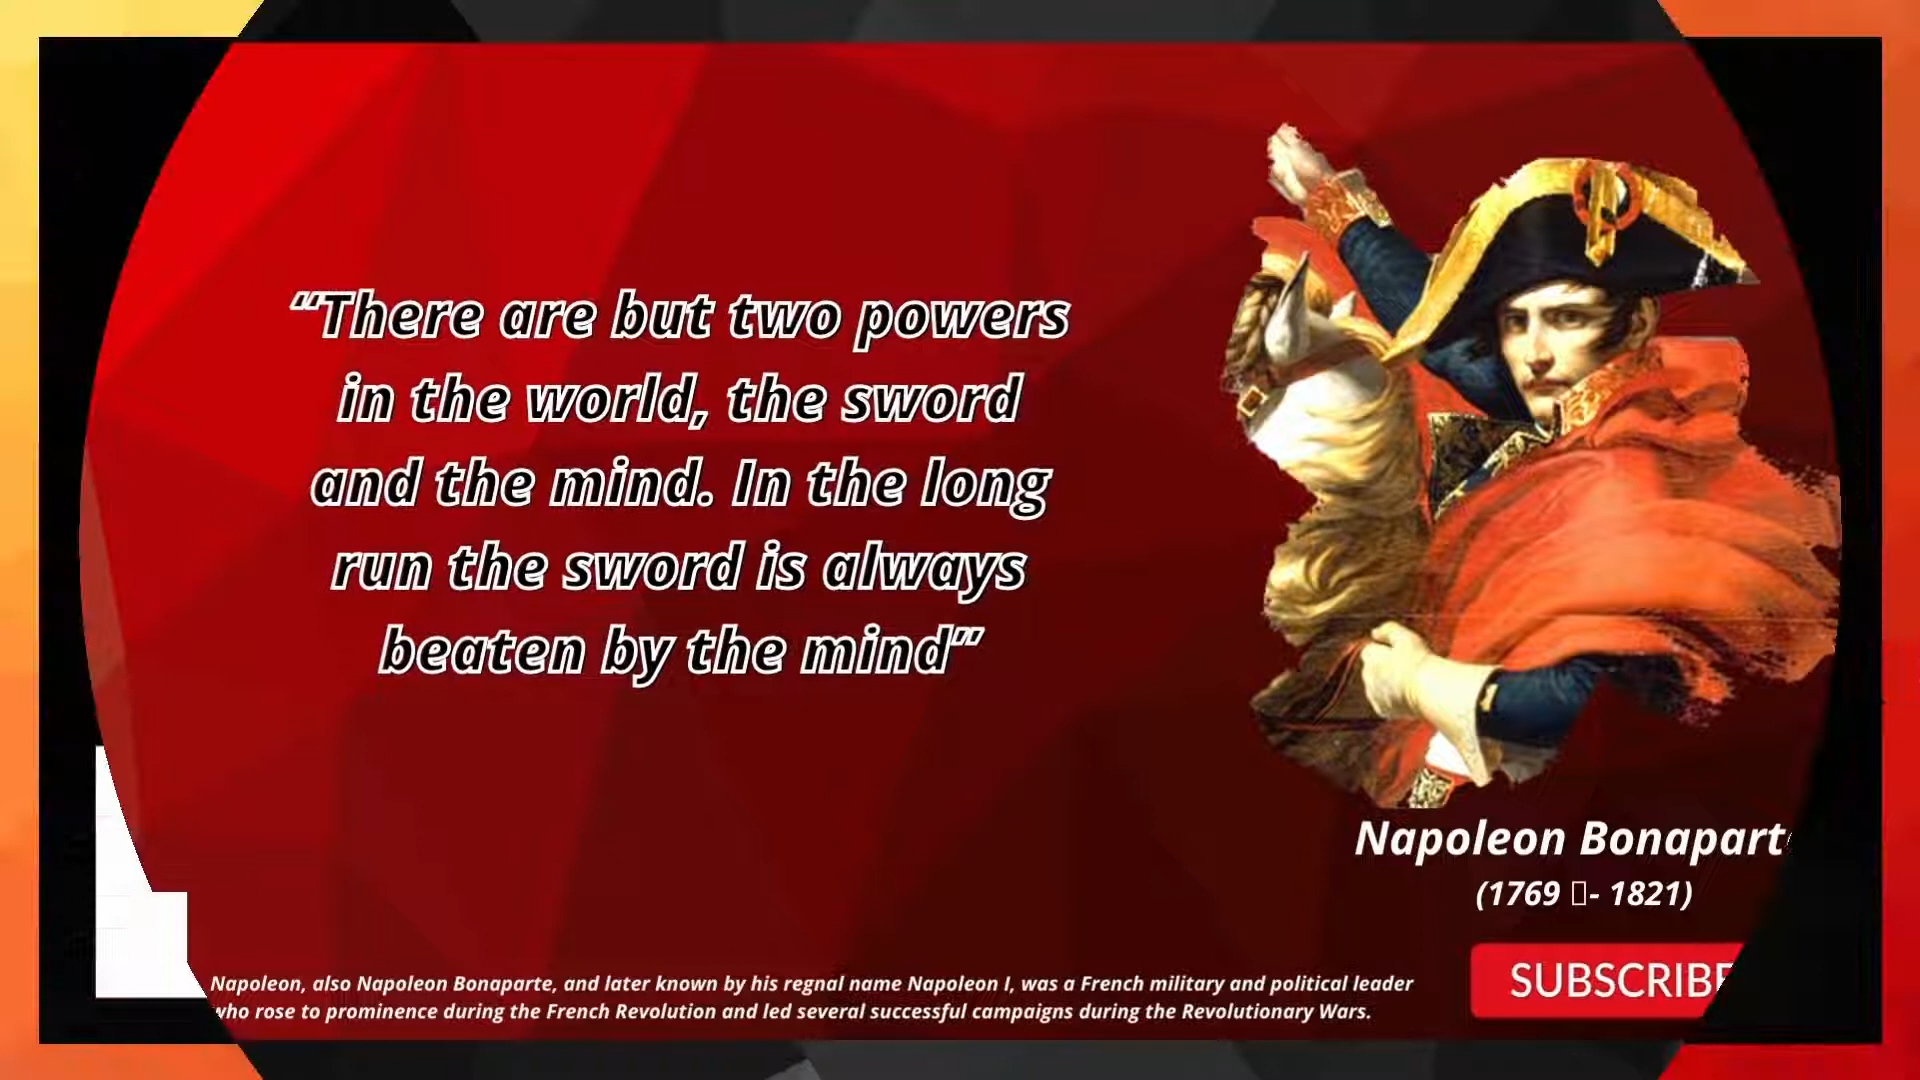 “There are but two powers
in the world, the sword
and the mind. In the long
run the sword is always
beaten by the mind”
Napoleon Bonapart
(1769 - 1821)
SUBSCRIBE
Napoleon, also Napoleon Bonaparte, and later known by his regnal name Napoleon I, was a French military and political leader
who rose to prominence during the French Revolution and led several successful campaigns during the Revolutionary Wars.